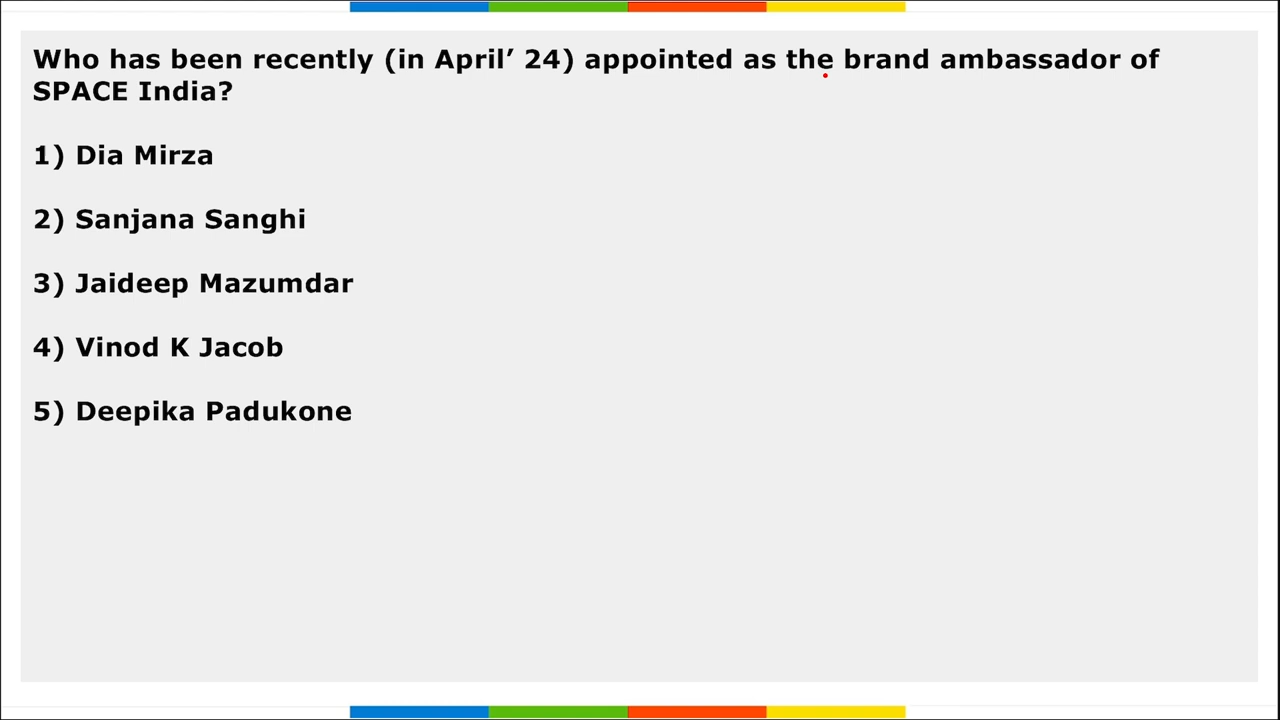 Who has been recently (in April’ 24) appointed as the brand ambassador of
SPACE India?
1) Dia Mirza
2) Sanjana Sanghi
3) Jaideep Mazumdar
4) Vinod K Jacob
5) Deepika Padukone